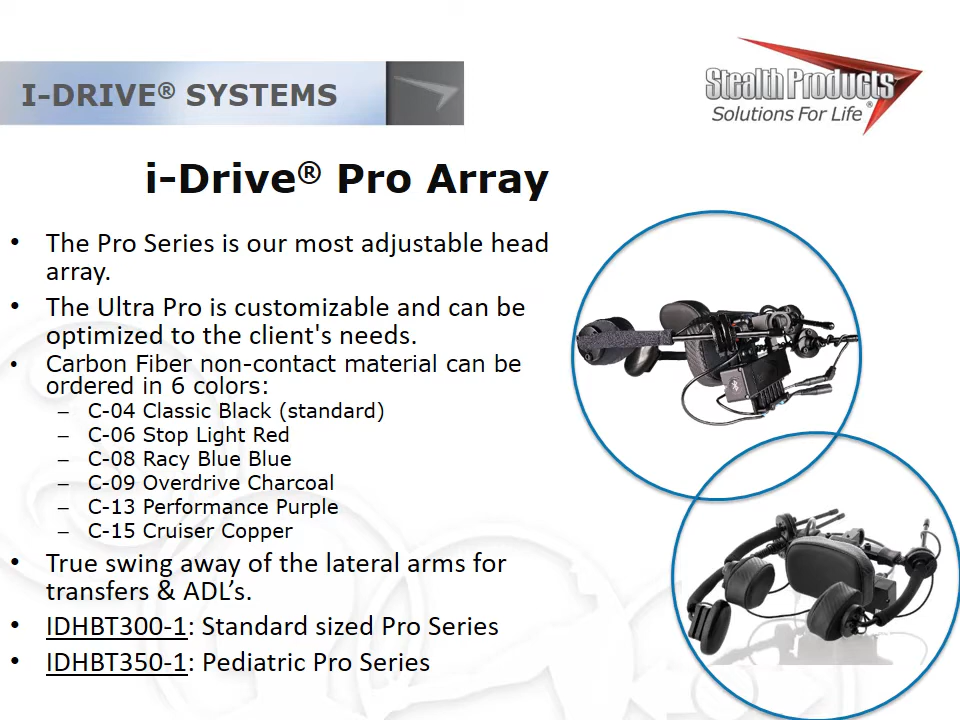 I-DRIVE® SYSTEMS
Stealth Products®
Solutions For Life
i-Drive® Pro Array
• The Pro Series is our most adjustable head
array.
• The Ultra Pro is customizable and can be
optimized to the client's needs.
• Carbon Fiber non-contact material can be
ordered in 6 colors:
– C-04 Classic Black (standard)
– C-06 Stop Light Red
– C-08 Racy Blue Blue
– C-09 Overdrive Charcoal
– C-13 Performance Purple
– C-15 Cruiser Copper
• True swing away of the lateral arms for
transfers & ADL’s.
• IDHBT300-1: Standard sized Pro Series
• IDHBT350-1: Pediatric Pro Series